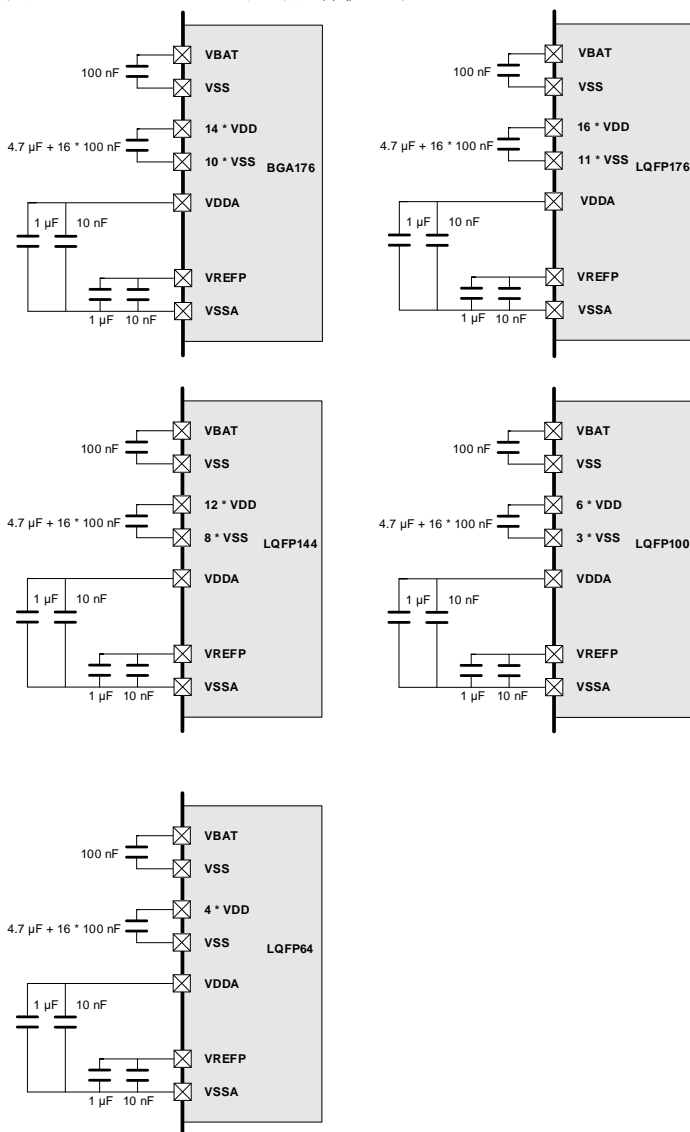 VBAT
100 nF
VSS
14 * VDD
4.7 µF + 16 * 100 nF
10 * VSS
BGA176
VDDA
1 µF
10 nF
VREFP
VSSA
1 µF
10 nF
VBAT
100 nF
VSS
16 * VDD
4.7 µF + 16 * 100 nF
11 * VSS
LQFP176
VDDA
1 µF
10 nF
VREFP
VSSA
1 µF
10 nF
VBAT
100 nF
VSS
12 * VDD
4.7 µF + 16 * 100 nF
8 * VSS
LQFP144
VDDA
1 µF
10 nF
VREFP
VSSA
1 µF
10 nF
VBAT
100 nF
VSS
6 * VDD
4.7 µF + 16 * 100 nF
3 * VSS
LQFP100
VDDA
1 µF
10 nF
VREFP
VSSA
1 µF
10 nF
VBAT
100 nF
VSS
4 * VDD
4.7 µF + 16 * 100 nF
VSS
LQFP64
VDDA
1 µF
10 nF
VREFP
VSSA
1 µF
10 nF